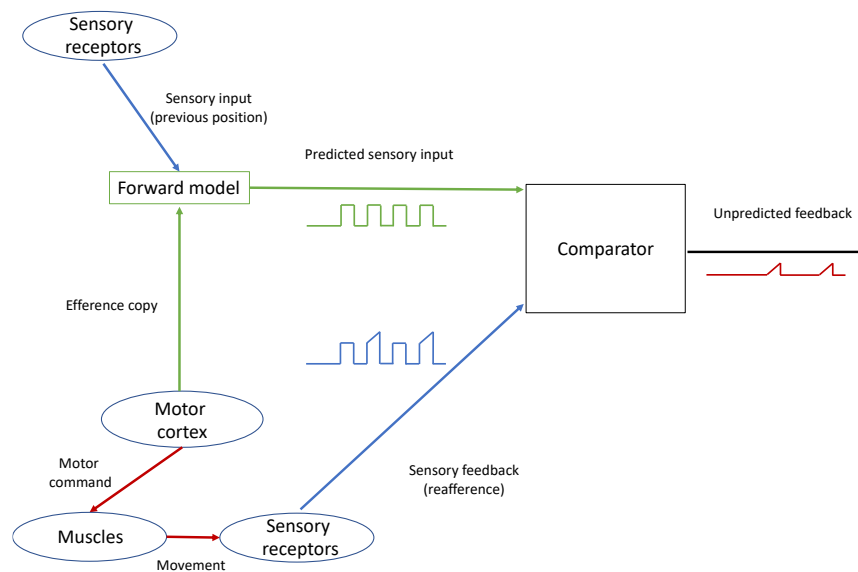 Sensory
receptors
Sensory input
(previous position)
Predicted sensory input
Forward model
Unpredicted feedback
Comparator
Efference copy
Motor
cortex
Motor
command
Sensory feedback
(reafference)
Muscles
Sensory
receptors
Movement